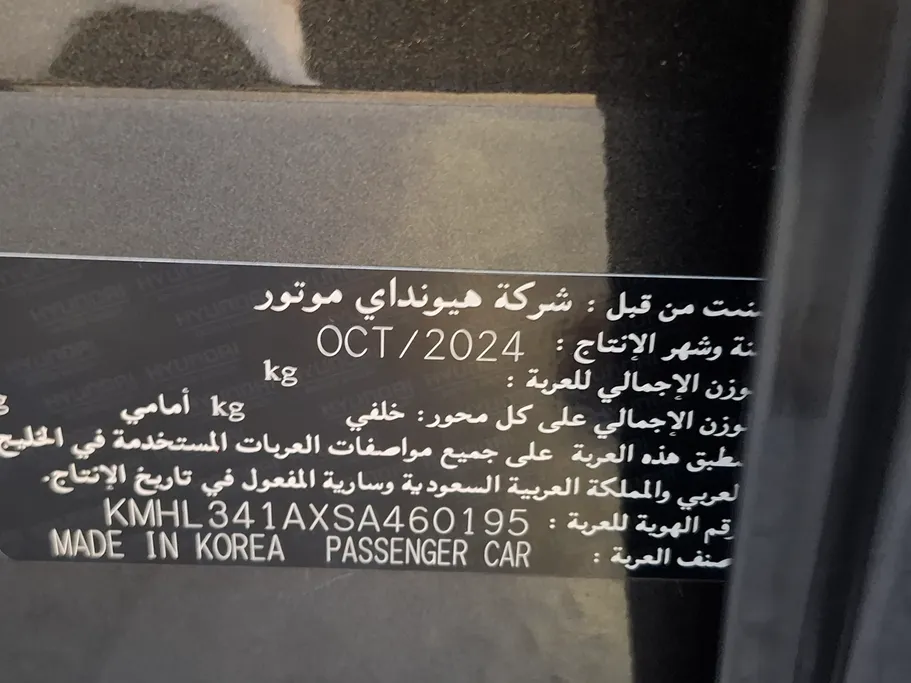 صنعت من قبل : شركة هيونداي موتور
سنة وشهر الإنتاج : OCT/2024
الوزن الإجمالي للعربة : kg
الوزن الإجمالي على كل محور: خلفي kg أمامي
تنطبق هذه العربة على جميع مواصفات العربات المستخدمة في الخليج
العربي والمملكة العربية السعودية وسارية المفعول في تاريخ الإنتاج.
رقم الهوية للعربة : KMHL341AXSA460195
صنف العربة : PASSENGER CAR MADE IN KOREA